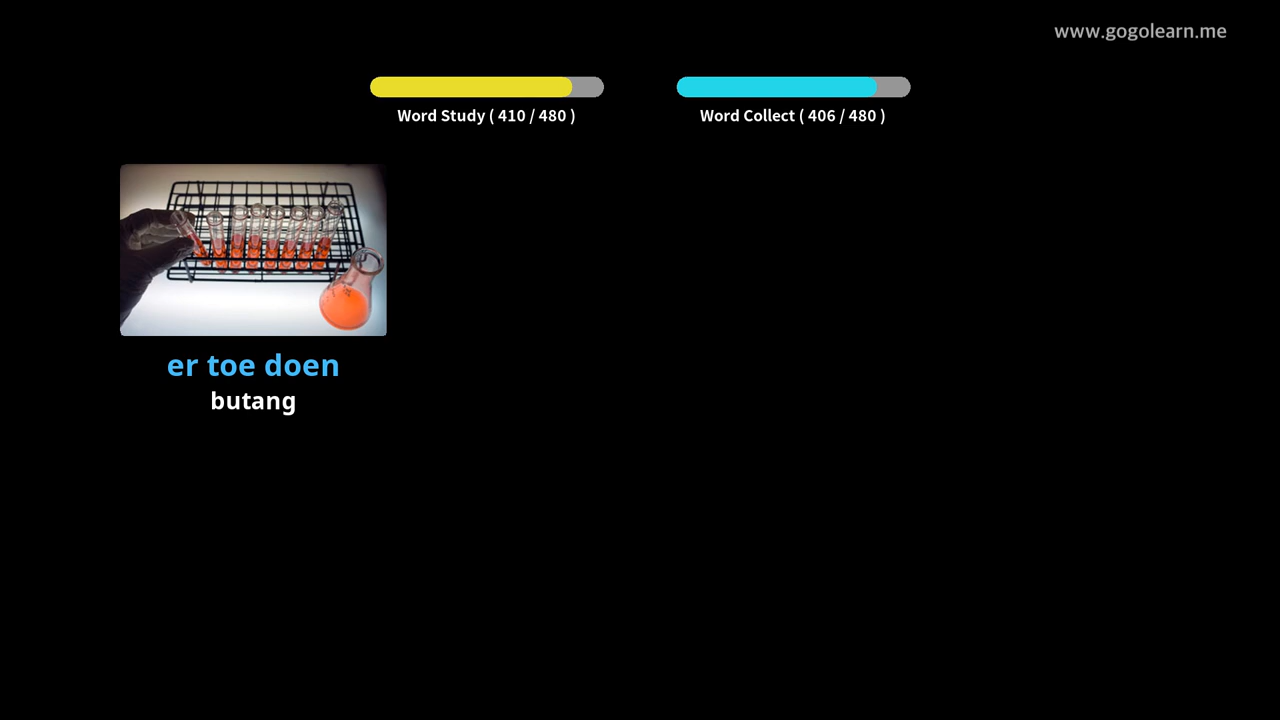 www.gogolearn.me
Word Study ( 410 / 480 )
Word Collect ( 406 / 480 )
er toe doen
butang